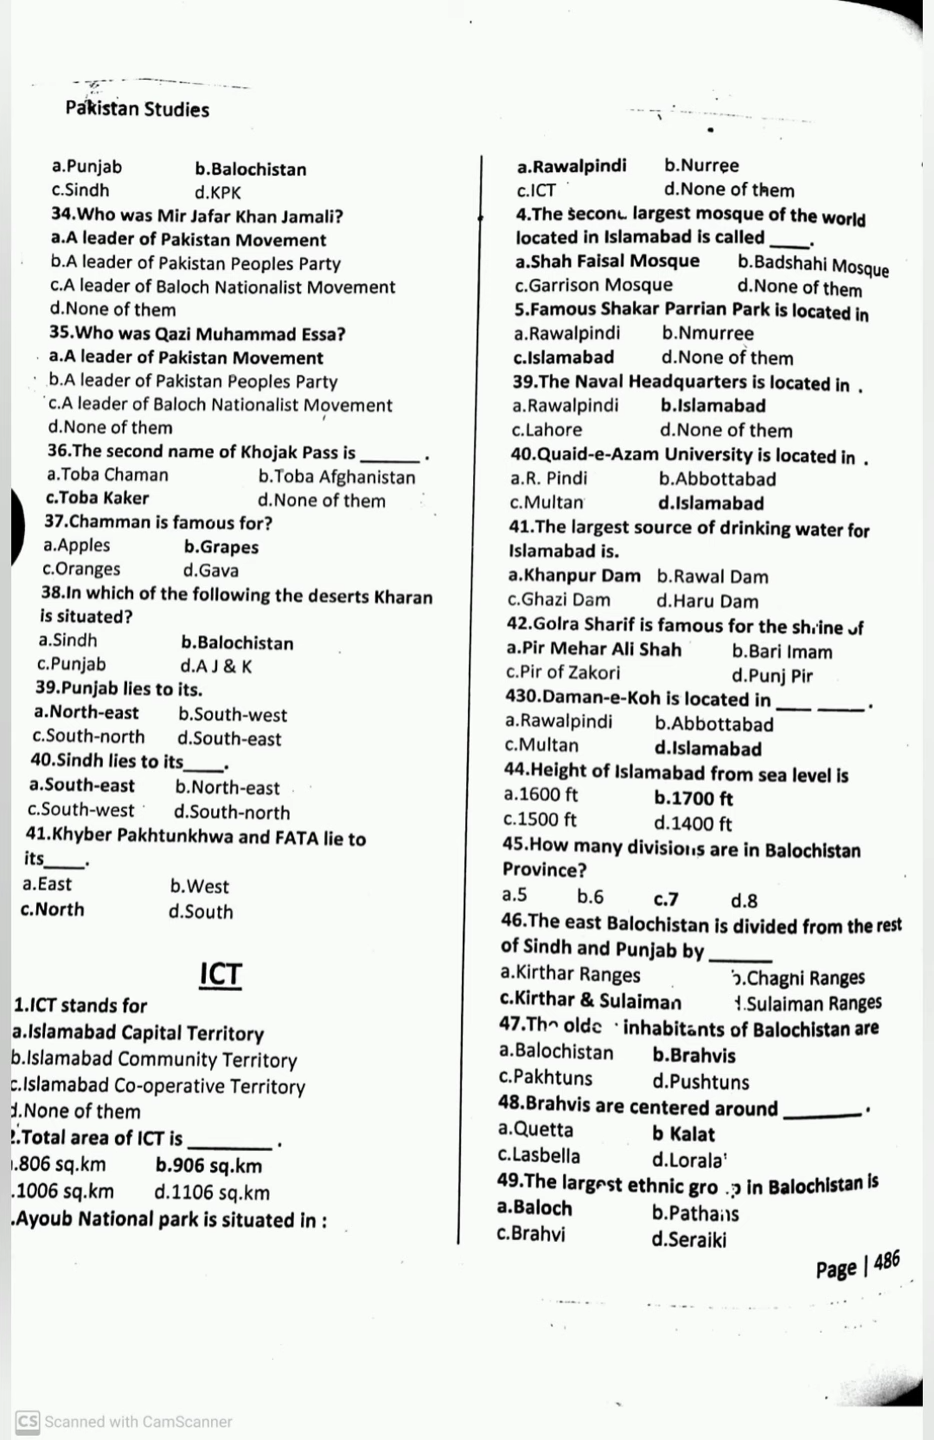 Pakistan Studies
a.Punjab b.Balochistan
c.Sindh d.KPK
34.Who was Mir Jafar Khan Jamali?
a.A leader of Pakistan Movement
b.A leader of Pakistan Peoples Party
c.A leader of Baloch Nationalist Movement
d.None of them
35.Who was Qazi Muhammad Essa?
a.A leader of Pakistan Movement
b.A leader of Pakistan Peoples Party
c.A leader of Baloch Nationalist Movement
d.None of them
36.The second name of Khojak Pass is ______ .
a.Toba Chaman b.Toba Afghanistan
c.Toba Kaker d.None of them
37.Chamman is famous for?
a.Apples b.Grapes
c.Oranges d.Gava
38.In which of the following the deserts Kharan
is situated?
a.Sindh b.Balochistan
c.Punjab d.A J & K
39.Punjab lies to its.
a.North-east b.South-west
c.South-north d.South-east
40.Sindh lies to its____.
a.South-east b.North-east
c.South-west d.South-north
41.Khyber Pakhtunkhwa and FATA lie to
its____.
a.East b.West
c.North d.South
ICT
1.ICT stands for
a.Islamabad Capital Territory
b.Islamabad Community Territory
c.Islamabad Co-operative Territory
d.None of them
2.Total area of ICT is ________ .
.806 sq.km b.906 sq.km
.1006 sq.km d.1106 sq.km
.Ayoub National park is situated in :
a.Rawalpindi b.Nurree
c.ICT d.None of them
4.The second largest mosque of the world
located in Islamabad is called ____.
a.Shah Faisal Mosque b.Badshahi Mosque
c.Garrison Mosque d.None of them
5.Famous Shakar Parrian Park is located in
a.Rawalpindi b.Nmurree
c.Islamabad d.None of them
39.The Naval Headquarters is located in .
a.Rawalpindi b.Islamabad
c.Lahore d.None of them
40.Quaid-e-Azam University is located in .
a.R. Pindi b.Abbottabad
c.Multan d.Islamabad
41.The largest source of drinking water for
Islamabad is.
a.Khanpur Dam b.Rawal Dam
c.Ghazi Dam d.Haru Dam
42.Golra Sharif is famous for the shrine of
a.Pir Mehar Ali Shah b.Bari Imam
c.Pir of Zakori d.Punj Pir
430.Daman-e-Koh is located in ____ _____.
a.Rawalpindi b.Abbottabad
c.Multan d.Islamabad
44.Height of Islamabad from sea level is
a.1600 ft b.1700 ft
c.1500 ft d.1400 ft
45.How many divisions are in Balochistan
Province?
a.5 b.6 c.7 d.8
46.The east Balochistan is divided from the rest
of Sindh and Punjab by ______
a.Kirthar Ranges b.Chagni Ranges
c.Kirthar & Sulaiman d.Sulaiman Ranges
47.The inhabitants of Balochistan are
a.Balochistan b.Brahvis
c.Pakhtuns d.Pushtuns
48.Brahvis are centered around ________.
a.Quetta b Kalat
c.Lasbella d.Loralai
49.The largest ethnic group in Balochistan is
a.Baloch b.Pathans
c.Brahvi d.Seraiki
Page | 486
CS Scanned with CamScanner